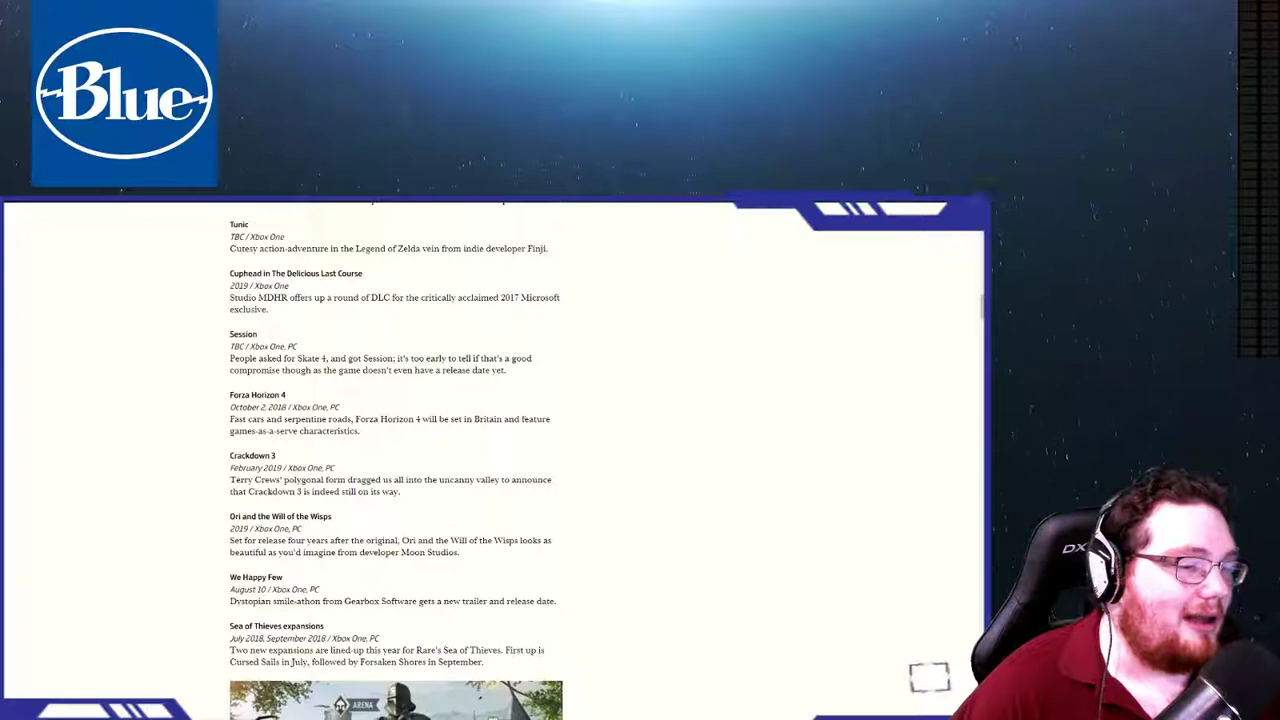 Blue
Tunic
TBC / Xbox One
Cutesy action-adventure in the Legend of Zelda vein from indie developer Finji.
Cuphead in The Delicious Last Course
2019 / Xbox One
Studio MDHR offers up a round of DLC for the critically acclaimed 2017 Microsoft
exclusive.
Session
TBC / Xbox One, PC
People asked for Skate 4, and got Session; it's too early to tell if that's a good
compromise though as the game doesn't even have a release date yet.
Forza Horizon 4
October 2, 2018 / Xbox One, PC
Fast cars and serpentine roads, Forza Horizon 4 will be set in Britain and feature
games-as-a-serve characteristics.
Crackdown 3
February 2019 / Xbox One, PC
Terry Crews' polygonal form dragged us all into the uncanny valley to announce
that Crackdown 3 is indeed still on its way.
Ori and the Will of the Wisps
2019 / Xbox One, PC
Set for release four years after the original, Ori and the Will of the Wisps looks as
beautiful as you'd imagine from developer Moon Studios.
We Happy Few
August 10 / Xbox One, PC
Dystopian smile-athon from Gearbox Software gets a new trailer and release date.
Sea of Thieves expansions
July 2018, September 2018 / Xbox One, PC
Two new expansions are lined-up this year for Rare's Sea of Thieves. First up is
Cursed Sails in July, followed by Forsaken Shores in September.
ARENA
DX